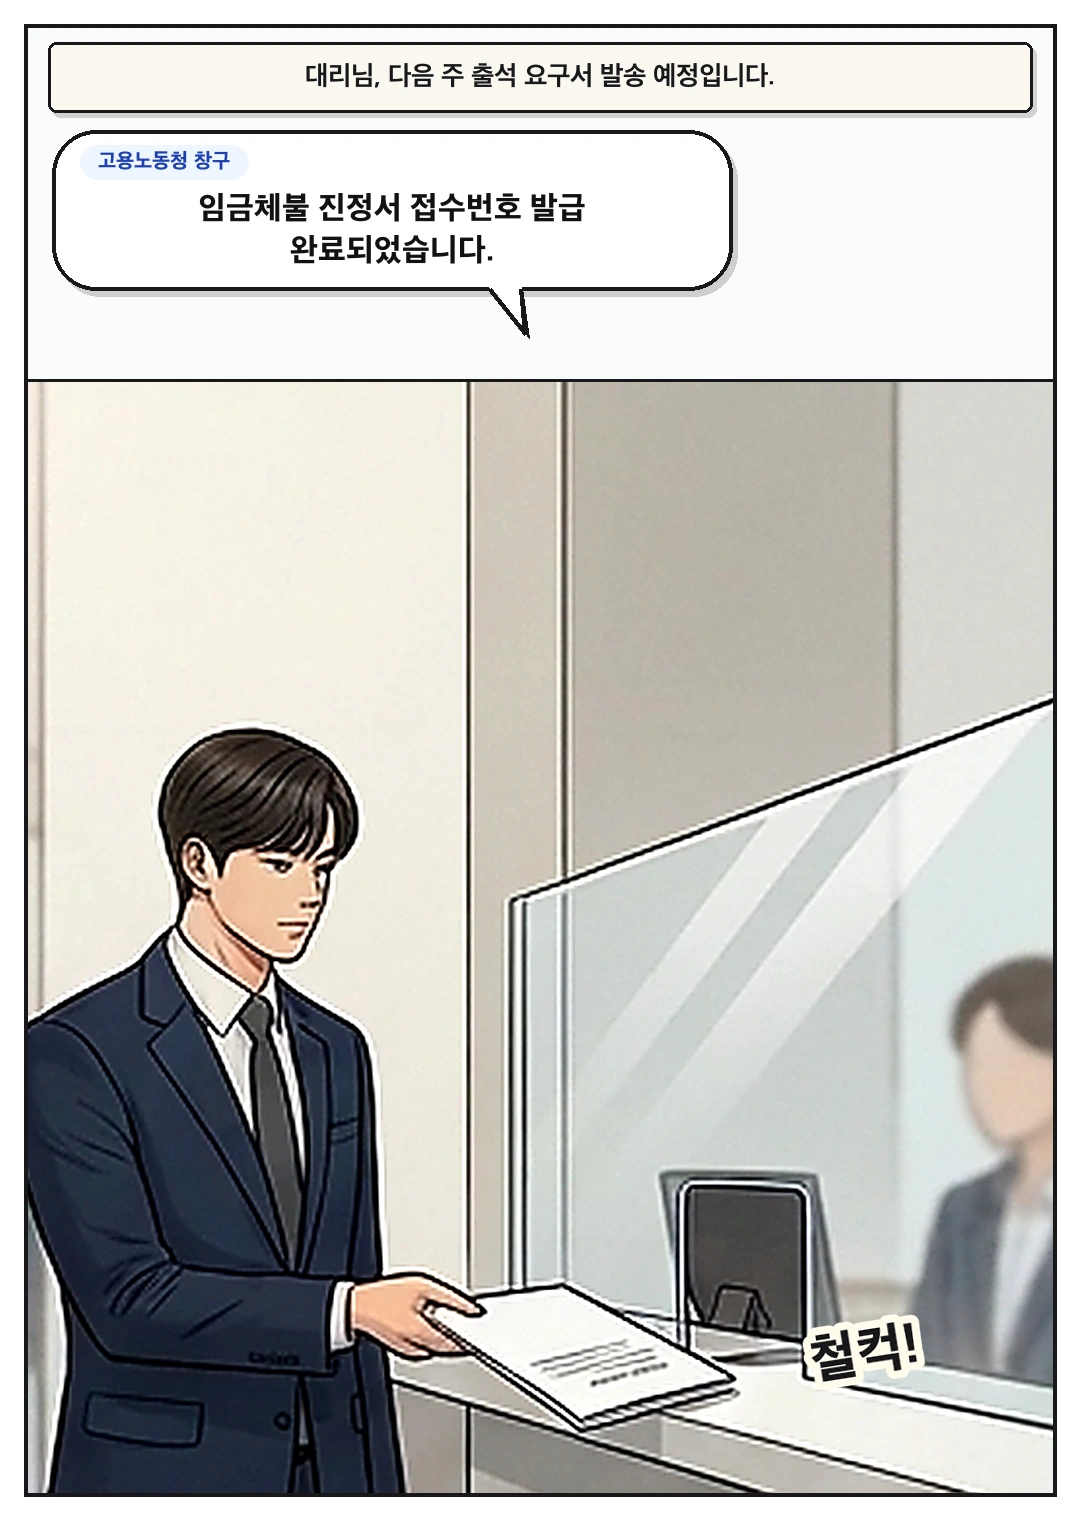 대리님, 다음 주 출석 요구서 발송 예정입니다.
고용노동청 창구
임금체불 진정서 접수번호 발급
완료되었습니다.
철컥!